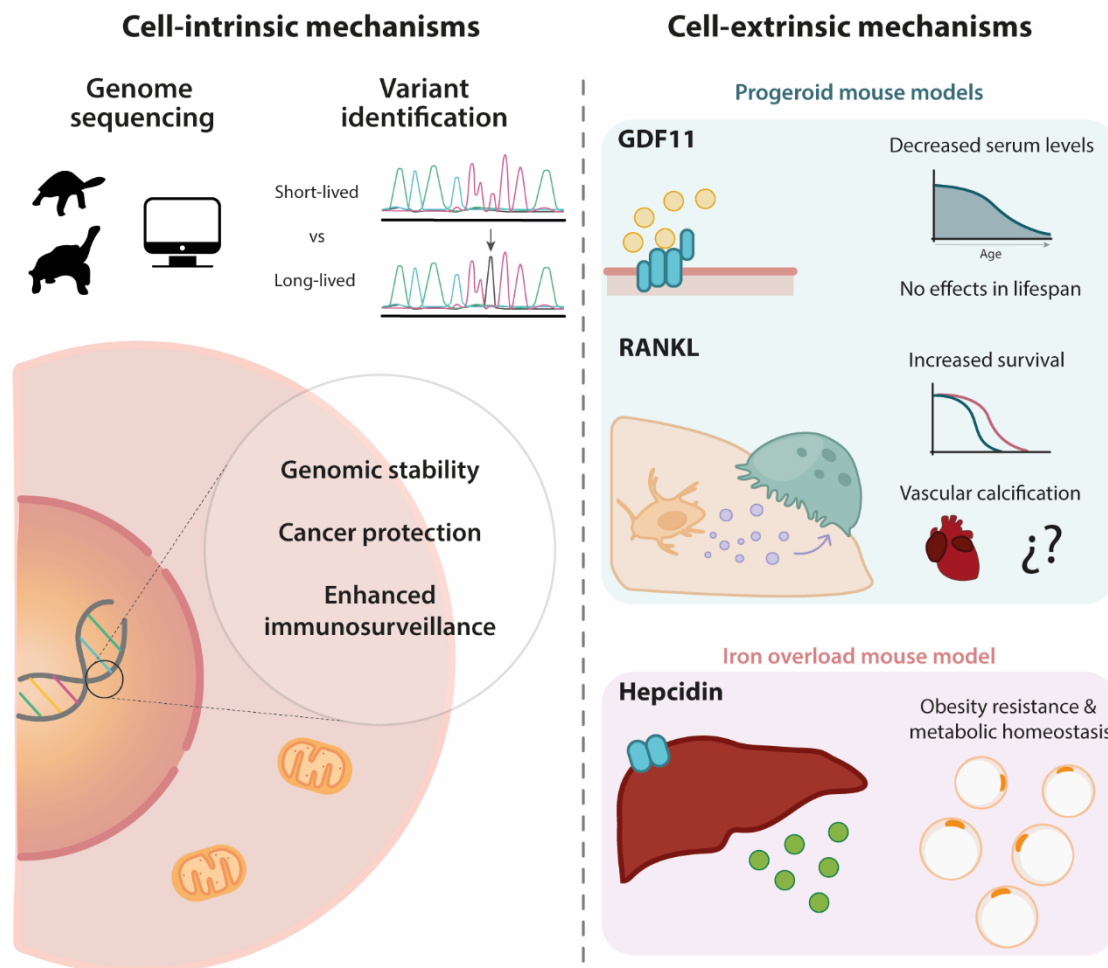 Cell-intrinsic mechanisms
Genome
sequencing
Variant
identification
Short-lived
vs
Long-lived
Genomic stability
Cancer protection
Enhanced
immunosurveillance
Cell-extrinsic mechanisms
Progeroid mouse models
GDF11
Decreased serum levels
Age
No effects in lifespan
RANKL
Increased survival
Vascular calcification
¿?
Iron overload mouse model
Hepcidin
Obesity resistance &
metabolic homeostasis